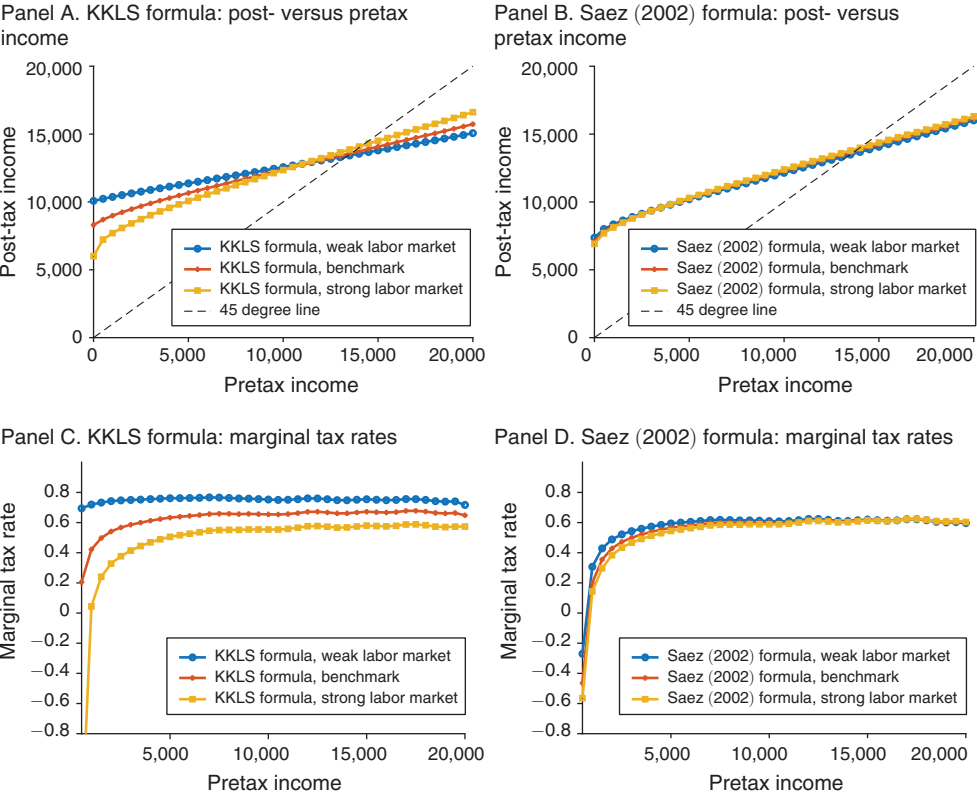 Panel A. KKLS formula: post- versus pretax
income
20,000
15,000
10,000
5,000
0
Post-tax income
KKLS formula, weak labor market
KKLS formula, benchmark
KKLS formula, strong labor market
45 degree line
0
5,000
10,000
15,000
20,000
Pretax income
Panel B. Saez (2002) formula: post- versus
pretax income
20,000
15,000
10,000
5,000
0
Post-tax income
Saez (2002) formula, weak labor market
Saez (2002) formula, benchmark
Saez (2002) formula, strong labor market
45 degree line
0
5,000
10,000
15,000
20,000
Pretax income
Panel C. KKLS formula: marginal tax rates
0.8
0.6
0.4
0.2
0
−0.2
−0.4
−0.6
−0.8
Marginal tax rate
KKLS formula, weak labor market
KKLS formula, benchmark
KKLS formula, strong labor market
5,000
10,000
15,000
20,000
Pretax income
Panel D. Saez (2002) formula: marginal tax rates
0.8
0.6
0.4
0.2
0
−0.2
−0.4
−0.6
−0.8
Marginal tax rate
Saez (2002) formula, weak labor market
Saez (2002) formula, benchmark
Saez (2002) formula, strong labor market
5,000
10,000
15,000
20,000
Pretax income